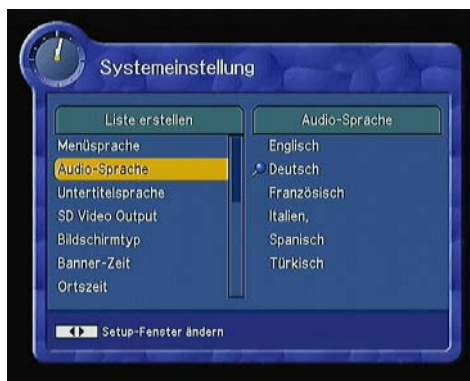 Systemeinstellung
Liste erstellen
Menüsprache
Audio-Sprache
Untertitelsprache
SD Video Output
Bildschirmtyp
Banner-Zeit
Ortszeit
Audio-Sprache
Englisch
Deutsch
Französisch
Italien.
Spanisch
Türkisch
Setup-Fenster ändern